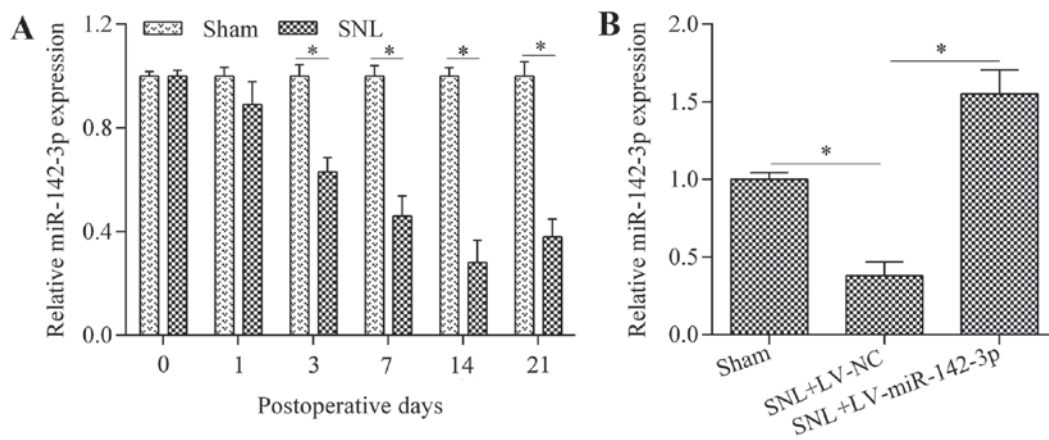 A
Sham SNL
Relative miR-142-3p expression
1.2
0.8
0.4
0.0
* * * *
0 1 3 7 14 21
Postoperative days
B
Relative miR-142-3p expression
2.0
1.5
1.0
0.5
0.0
*
*
Sham
SNL+LV-NC
SNL+LV-miR-142-3p